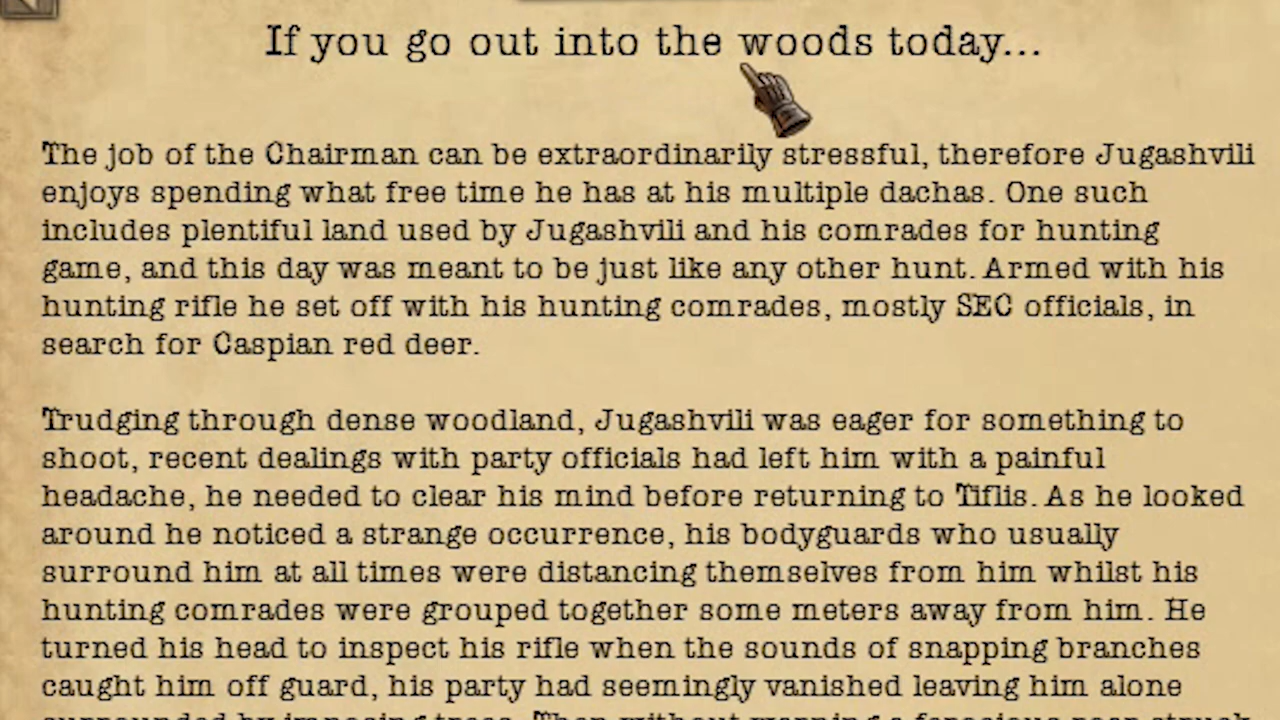 If you go out into the woods today...
The job of the Chairman can be extraordinarily stressful, therefore Jugashvili
enjoys spending what free time he has at his multiple dachas. One such
includes plentiful land used by Jugashvili and his comrades for hunting
game, and this day was meant to be just like any other hunt. Armed with his
hunting rifle he set off with his hunting comrades, mostly SEC officials, in
search for Caspian red deer.
Trudging through dense woodland, Jugashvili was eager for something to
shoot, recent dealings with party officials had left him with a painful
headache, he needed to clear his mind before returning to Tiflis. As he looked
around he noticed a strange occurrence, his bodyguards who usually
surround him at all times were distancing themselves from him whilst his
hunting comrades were grouped together some meters away from him. He
turned his head to inspect his rifle when the sounds of snapping branches
caught him off guard, his party had seemingly vanished leaving him alone